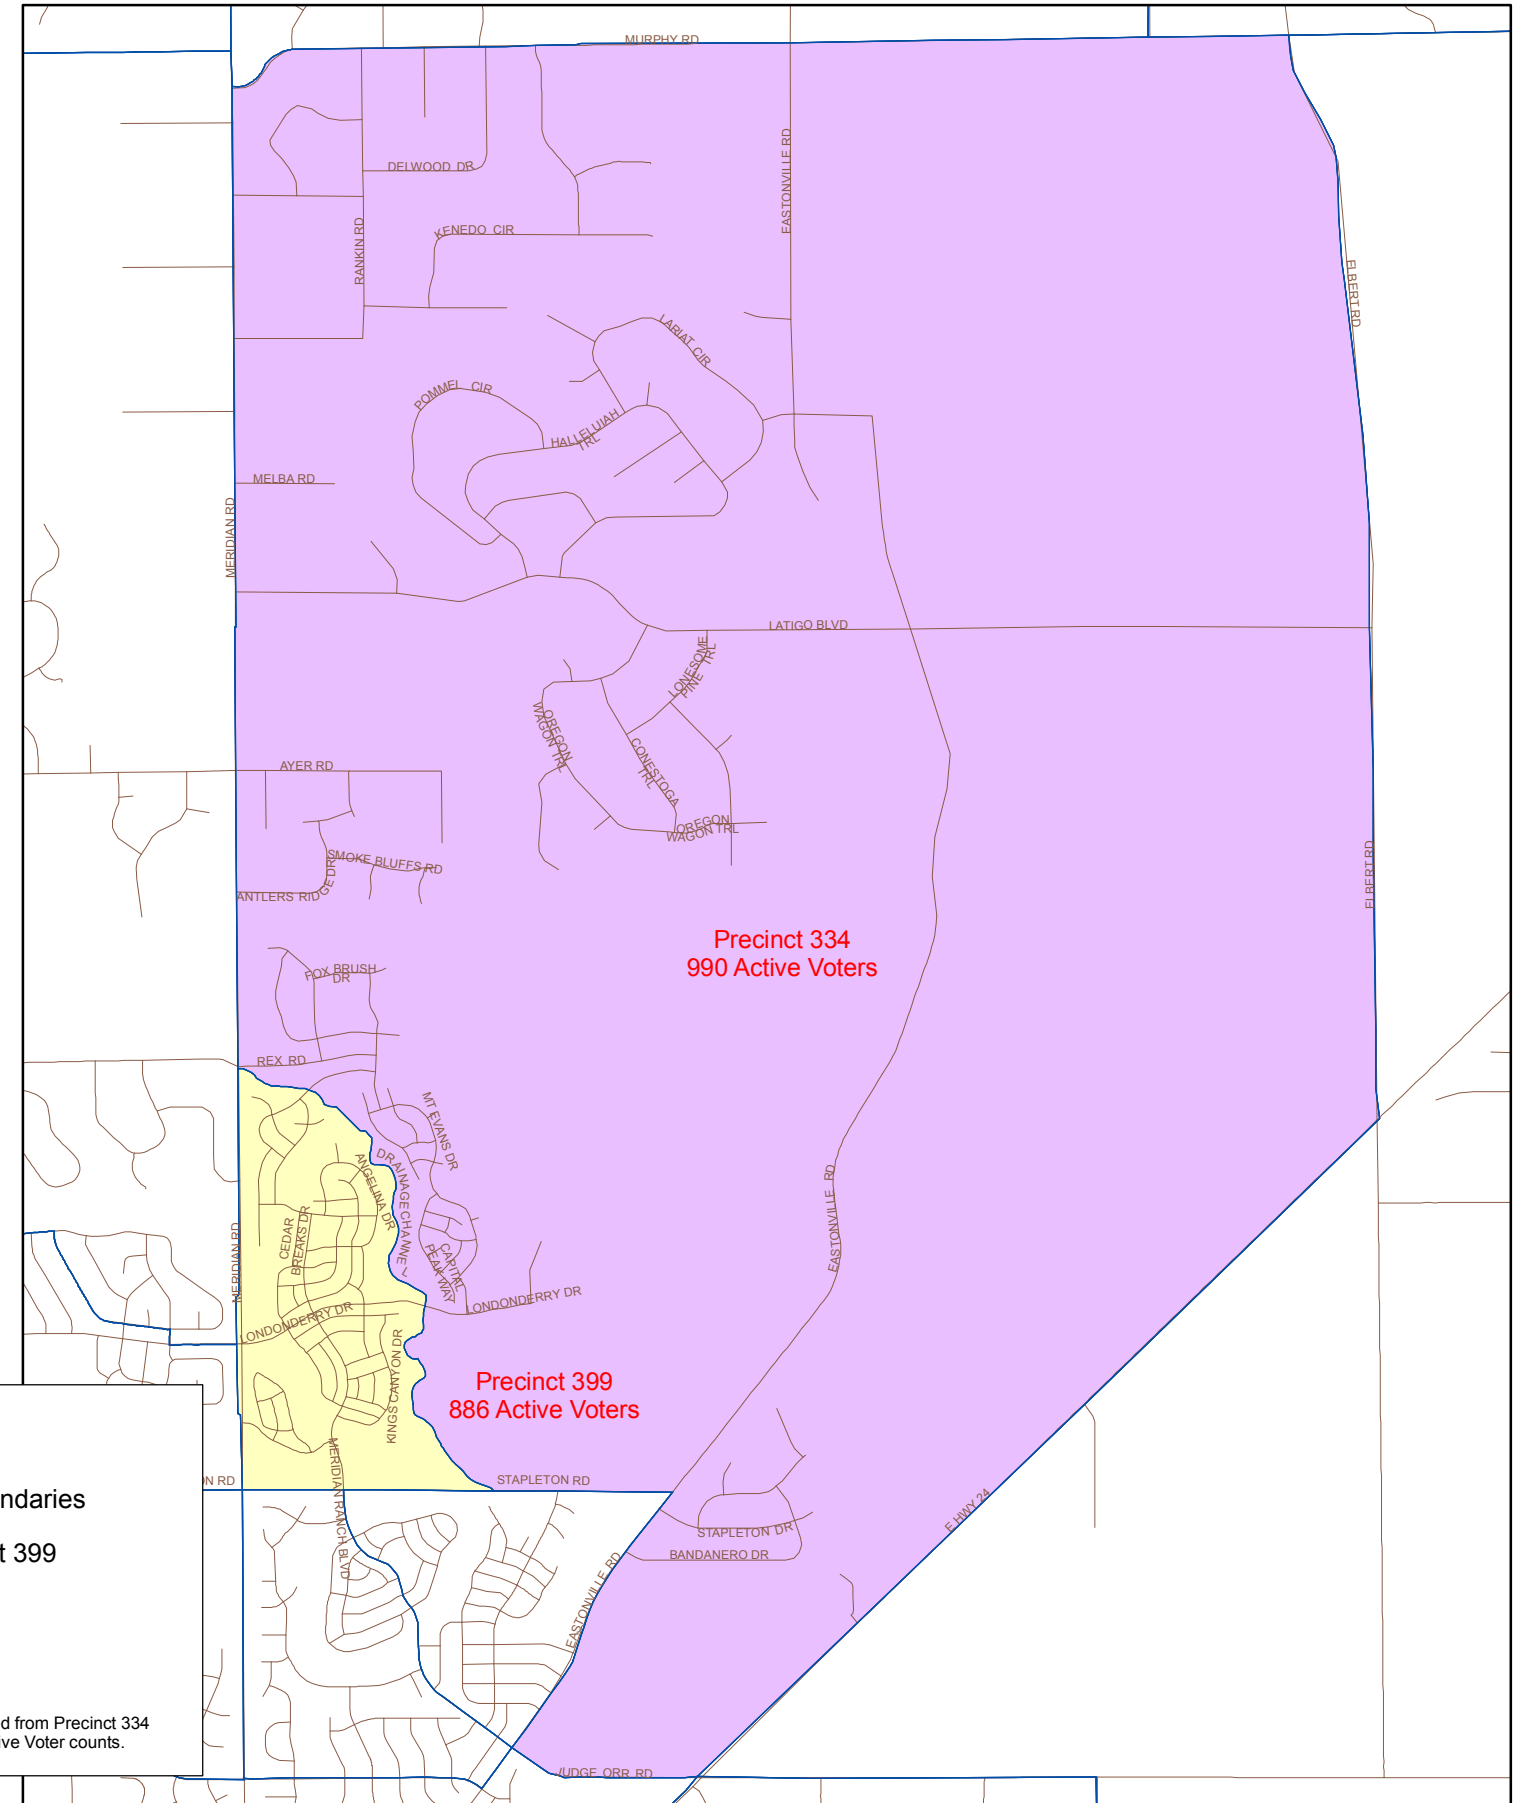 MURPHY RD
DELWOOD DR
EASTONVILLE RD
RANKIN RD
KENEDO CIR
ELBERT RD
LARIAT CIR
POMMEL CIR
HALLELUIAH
TRL
MELBA RD
MERIDIAN RD
LATIGO BLVD
LONESOME
PINE TRL
OREGON
WAGON TRL
CONESTOGA
TRL
AYER RD
OREGON
WAGON TRL
SMOKE BLUFFS RD
ANTLERS RIDGE DR
ELBERT RD
Precinct 334
990 Active Voters
FOX BRUSH
DR
REX RD
MT EVANS DR
DRAINAGE CHANNEL
ANGELINA DR
CEDAR
BREAKS DR
MERIDIAN RD
CAPITAL
PEAK WAY
EASTONVILLE RD
LONDONDERRY DR
LONDONDERRY DR
KINGS CANYON DR
Precinct 399
886 Active Voters
MERIDIAN RANCH BLVD
ON RD
STAPLETON RD
E HWY 24
STAPLETON DR
BANDANERO DR
EASTONVILLE RD
ndaries
t 399
d from Precinct 334
ive Voter counts.
JUDGE ORR RD